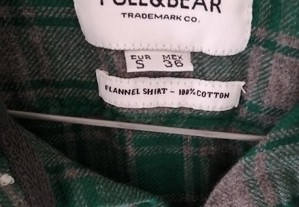 PULL&BEAR
TRADEMARK CO.
EUR MEX
S 36
FLANNEL SHIRT - 100% COTTON